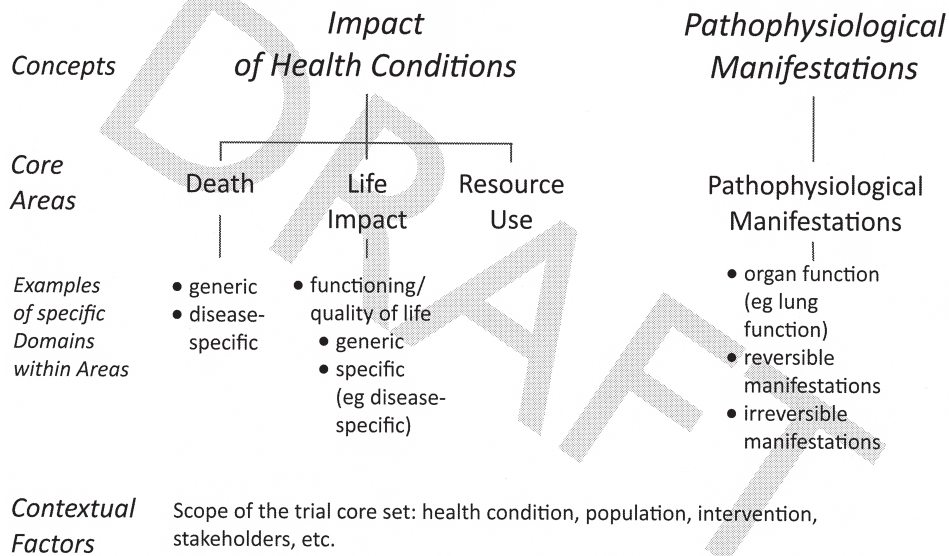 Impact
of Health Conditions
Pathophysiological
Manifestations
Concepts
Core
Areas
Death
Life
Impact
Resource
Use
Pathophysiological
Manifestations
Examples
of specific
Domains
within Areas
• generic
• disease-
specific
• functioning/
quality of life
• generic
• specific
(eg disease-
specific)
• organ function
(eg lung
function)
• reversible
manifestations
• irreversible
manifestations
Contextual
Factors
Scope of the trial core set: health condition, population, intervention,
stakeholders, etc.
DRAFT